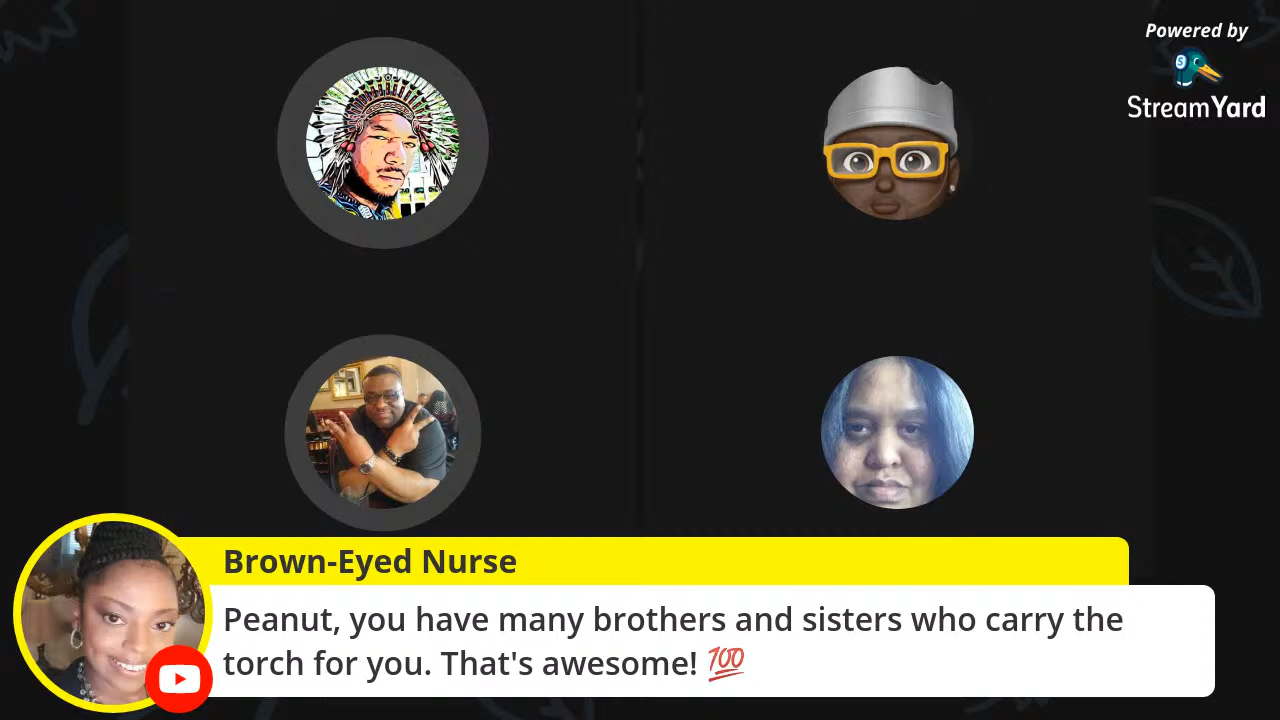 Powered by
StreamYard
Brown-Eyed Nurse
Peanut, you have many brothers and sisters who carry the
torch for you. That's awesome! 💯